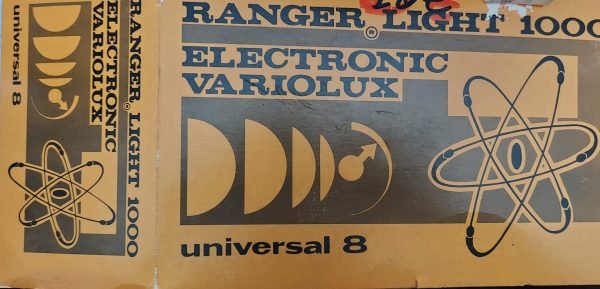 RANGER® LIGHT 1000
ELECTRONIC
VARIOLUX
universal 8
RANGER® LIGHT 1000
ELECTRONIC
VARIOLUX
universal 8